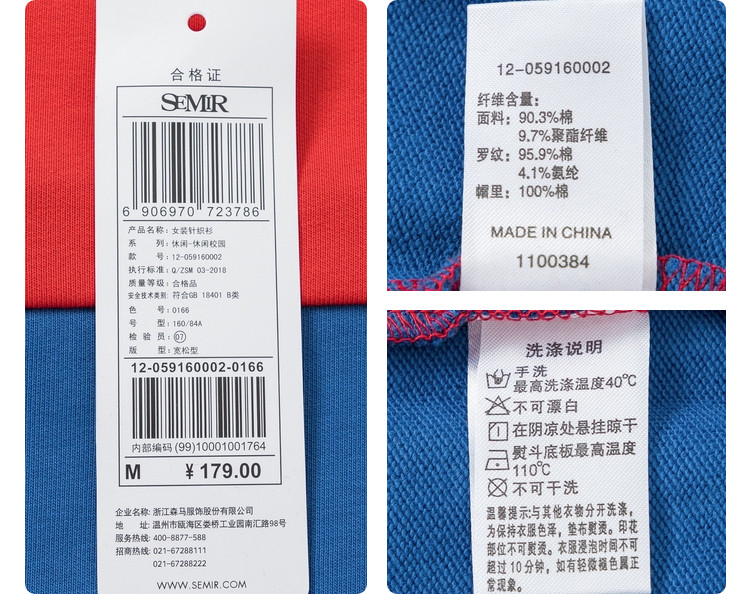 合格证
SEMIR
6 906970 723786
产品名称: 女装针织衫
系 列: 休闲-休闲校园
款 号: 12-059160002
执行标准: Q/ZSM 03-2018
质量等级: 合格品
安全技术类别: 符合GB 18401 B类
色 号: 0166
号 型: 160/84A
检 验 员: 07
版 型: 宽松型
12-059160002-0166
内部编码 (99)10001001764
M ¥179.00
企业名称: 浙江森马服饰股份有限公司
地 址: 温州市瓯海区娄桥工业园南汇路98号
服务热线: 400-8877-588
招商热线: 021-67288111
021-67288222
WWW.SEMIR.COM
12-059160002
纤维含量:
面料: 90.3%棉
9.7%聚酯纤维
罗纹: 95.9%棉
4.1%氨纶
帽里: 100%棉
MADE IN CHINA
1100384
洗涤说明
手洗
最高洗涤温度40℃
不可漂白
在阴凉处悬挂晾干
熨斗底板最高温度
110℃
不可干洗
温馨提示:与其他衣物分开洗涤,
为保持衣服色泽,垫布熨烫。印花
部位不可熨烫。衣服浸泡时间不可
超过10分钟,如有轻微褪色属正
常现象。